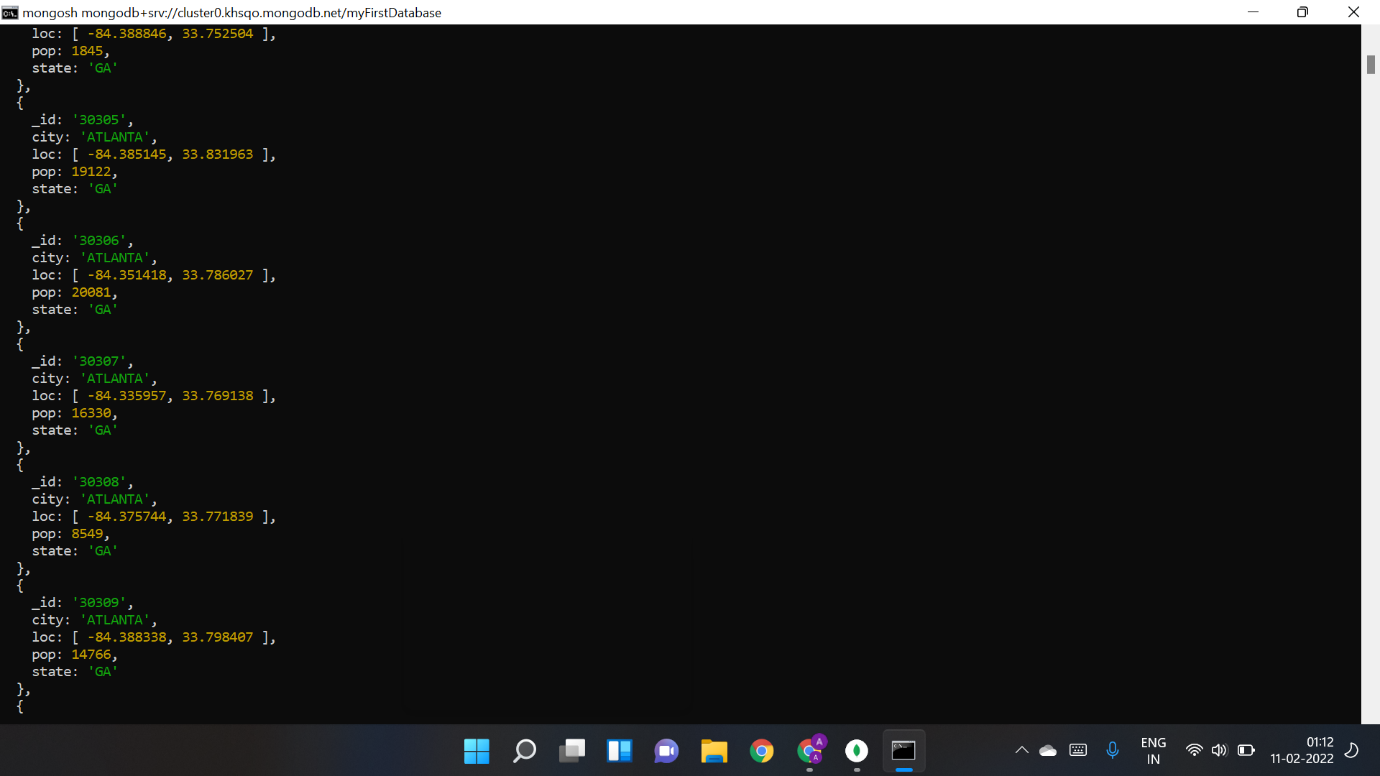 mongosh mongodb+srv://cluster0.khsqo.mongodb.net/myFirstDatabase
loc: [ -84.388846, 33.752504 ],
pop: 1845,
state: 'GA'
},
{
_id: '30305',
city: 'ATLANTA',
loc: [ -84.385145, 33.831963 ],
pop: 19122,
state: 'GA'
},
{
_id: '30306',
city: 'ATLANTA',
loc: [ -84.351418, 33.786027 ],
pop: 20081,
state: 'GA'
},
{
_id: '30307',
city: 'ATLANTA',
loc: [ -84.335957, 33.769138 ],
pop: 16330,
state: 'GA'
},
{
_id: '30308',
city: 'ATLANTA',
loc: [ -84.375744, 33.771839 ],
pop: 8549,
state: 'GA'
},
{
_id: '30309',
city: 'ATLANTA',
loc: [ -84.388338, 33.798407 ],
pop: 14766,
state: 'GA'
},
{
A
A
ENG
IN
01:12
11-02-2022